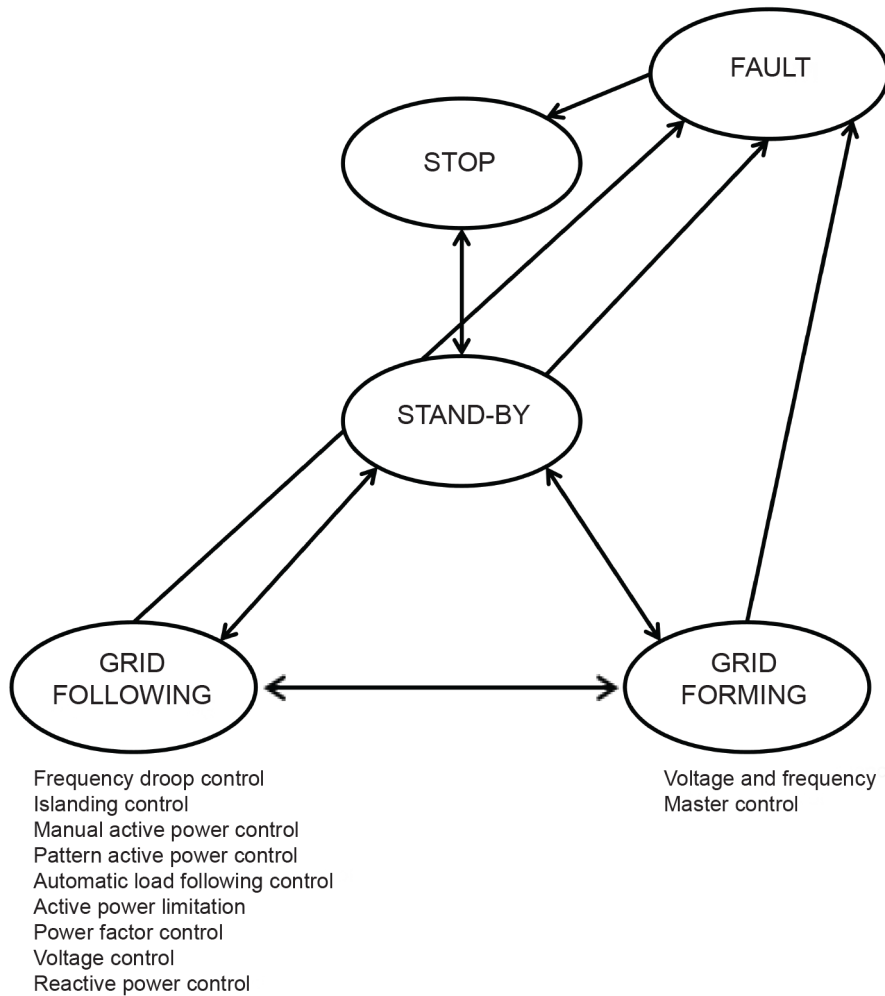 FAULT
STOP
STAND-BY
GRID
FOLLOWING
GRID
FORMING
Frequency droop control
Islanding control
Manual active power control
Pattern active power control
Automatic load following control
Active power limitation
Power factor control
Voltage control
Reactive power control
Voltage and frequency
Master control